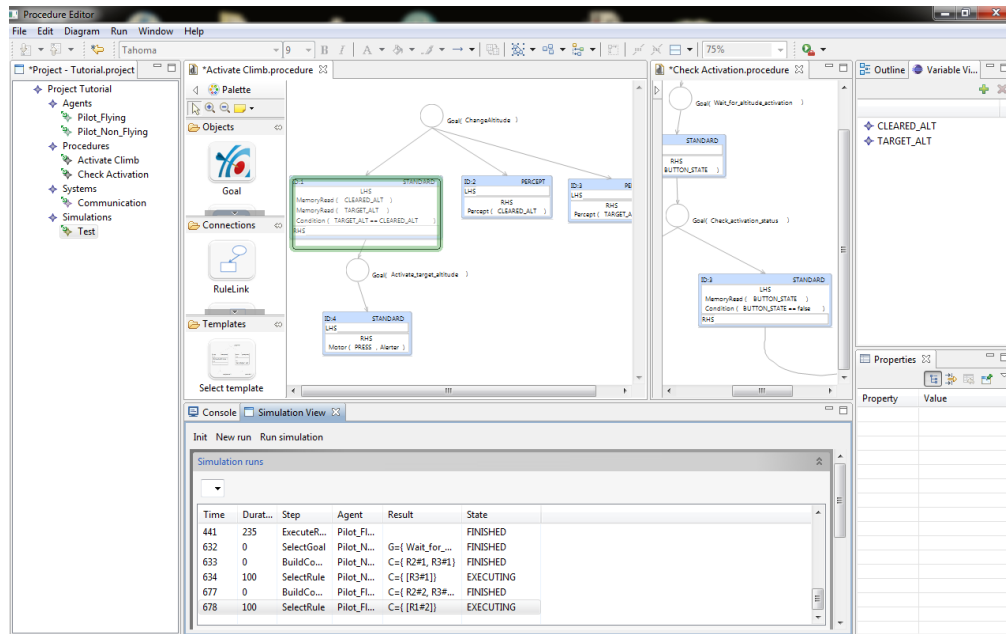 Procedure Editor
File Edit Diagram Run Window Help
Tahoma 9 B I A 75%
*Project - Tutorial.project
Project Tutorial
Agents
Pilot_Flying
Pilot_Non_Flying
Procedures
Activate Climb
Check Activation
Systems
Communication
Simulations
Test
*Activate Climb.procedure
Palette
Objects
Goal
Connections
RuleLink
Templates
Select template
Goal( ChangeAltitude )
ID:1 STANDARD
LHS
MemoryRead ( CLEARED_ALT )
MemoryRead ( TARGET_ALT )
Condition ( TARGET_ALT == CLEARED_ALT )
RHS
ID:2 PERCEPT
LHS
RHS
Percept ( CLEARED_ALT )
ID:3 PE
LHS
RHS
Percept ( TARGET_A
Goal( Activate_target_altitude )
ID:4 STANDARD
LHS
RHS
Motor ( PRESS , Alerter )
*Check Activation.procedure
Goal( Wait_for_altitude_activation )
STANDARD
RHS
BUTTON_STATE )
Goal( Check_activation_status )
ID:3 STANDARD
LHS
MemoryRead ( BUTTON_STATE )
Condition ( BUTTON_STATE == false )
RHS
Outline Variable Vi...
CLEARED_ALT
TARGET_ALT
Properties
Property Value
Console Simulation View
Init New run Run simulation
Simulation runs
Time Durat... Step Agent Result State
441 235 ExecuteR... Pilot_Fl... FINISHED
632 0 SelectGoal Pilot_N... G={ Wait_for_... FINISHED
633 0 BuildCo... Pilot_N... C={ R2#1, R3#1} FINISHED
634 100 SelectRule Pilot_N... C={ [R3#1]} EXECUTING
677 0 BuildCo... Pilot_Fl... C={ R2#2, R3#... FINISHED
678 100 SelectRule Pilot_Fl... C={ [R1#2]} EXECUTING